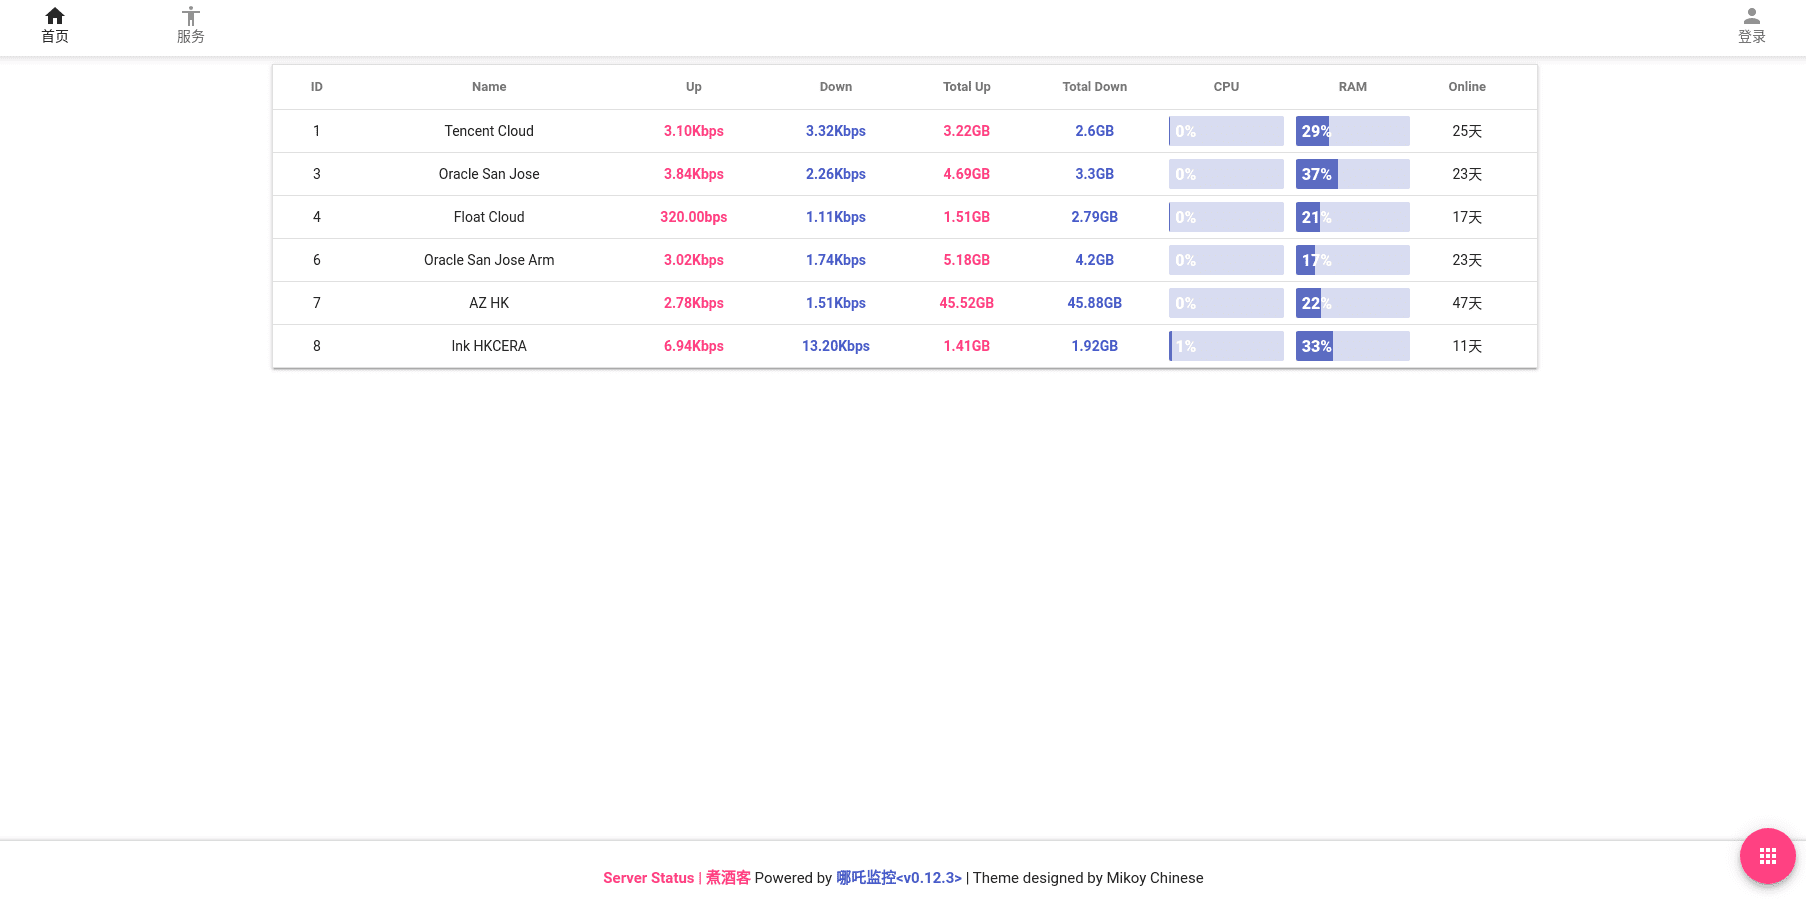 首页 服务 登录
ID Name Up Down Total Up Total Down CPU RAM Online
1 Tencent Cloud 3.10Kbps 3.32Kbps 3.22GB 2.6GB 0% 29% 25天
3 Oracle San Jose 3.84Kbps 2.26Kbps 4.69GB 3.3GB 0% 37% 23天
4 Float Cloud 320.00bps 1.11Kbps 1.51GB 2.79GB 0% 21% 17天
6 Oracle San Jose Arm 3.02Kbps 1.74Kbps 5.18GB 4.2GB 0% 17% 23天
7 AZ HK 2.78Kbps 1.51Kbps 45.52GB 45.88GB 0% 22% 47天
8 Ink HKCERA 6.94Kbps 13.20Kbps 1.41GB 1.92GB 1% 33% 11天
Server Status | 煮酒客 Powered by 哪吒监控<v0.12.3> | Theme designed by Mikoy Chinese